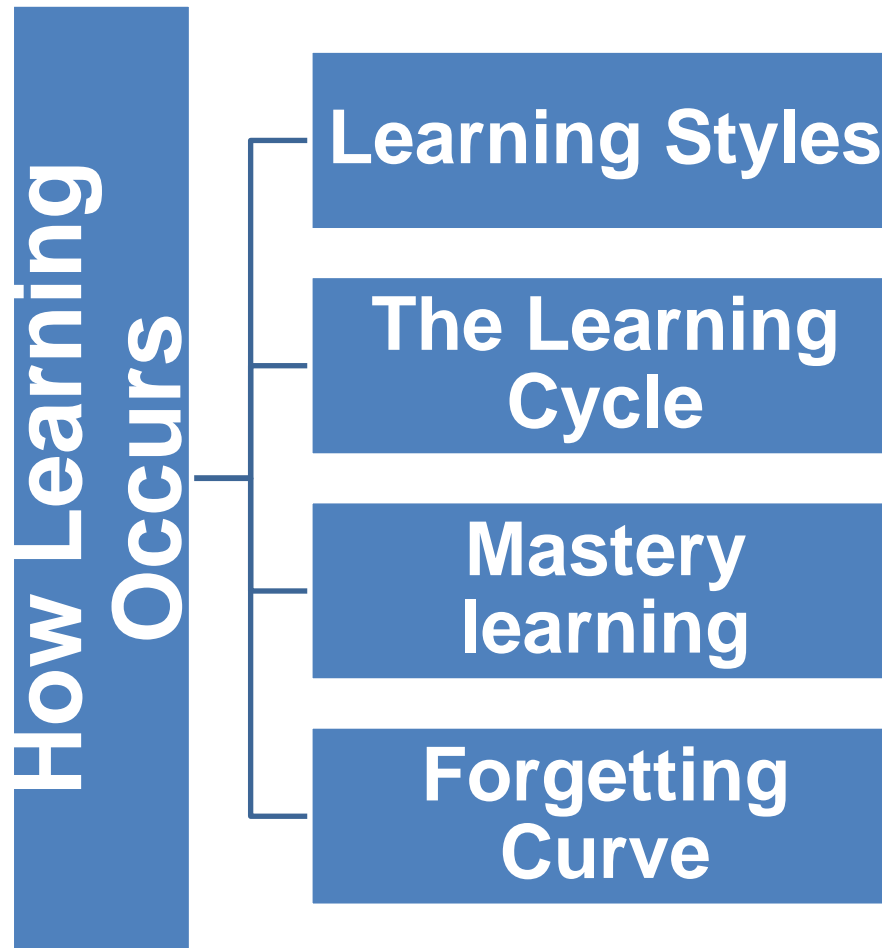 How Learning
Occurs
Learning Styles
The Learning
Cycle
Mastery
learning
Forgetting
Curve